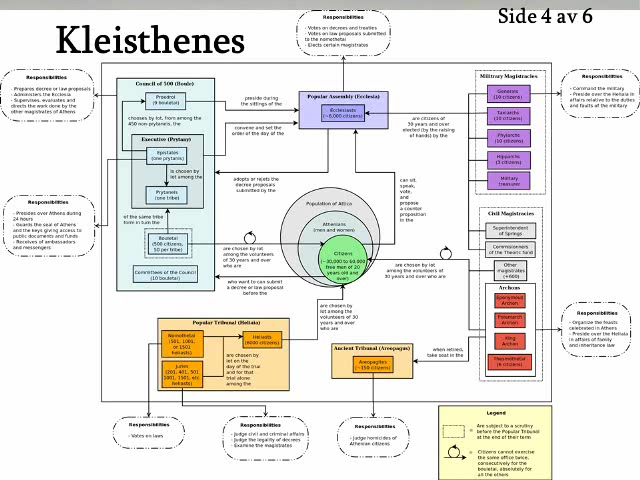 Side 4 av 6
Kleisthenes
Responsibilities
- Votes on decrees and treaties
- Votes on law proposals submitted
to the nomothetai
- Elects certain magistrates
Responsibilities
- Prepares decree or law proposals
- Administers the Ecclesia
- Supervises, evaluates and
directs the work done by the
other magistrates of Athens
Council of 500 (Boule)
Proedroi
(9 bouletai)
chooses by lot, from among the
450 non-prytanis, the
Executive (Prytany)
Epistates
(one prytanis)
is chosen by
lot among the
Prytaneis
(one tribe)
of the same tribe
form in turn the
Bouletai
(500 citizens,
50 per tribe)
Committees of the Council
(10 bouletai)
preside during
the sittings of the
convene and set the
order of the day of the
adopts or rejects the
decree proposals
submitted by the
Popular Assembly (Ecclesia)
Ecclesiasts
(~6,000 citizens)
are citizens of
30 years and over
elected (by the raising
of hands) by the
Military Magistracies
Generals
(10 citizens)
Taxiarchs
(10 citizens)
Phylarchs
(10 citizens)
Hipparchs
Military
treasurer
Responsibilities
- Command the military
- Preside over the Heliaia in
affairs relative to the duties
and faults of the military
Responsibilities
- Presides over Athens during
24 hours
- Guards the seal of Athens
and the keys giving access to
public documents and funds
- Receives of ambassadors
and messengers
can sit,
speak,
vote,
and
propose
a counter
proposition
in the
Population of Attica
Athenians
(men and women)
Citizens
(~30,000 to 60,000
free men of 20
years old and
over)
are chosen by lot
among the volunteers
of 30 years and over
who are
who want to can submit
a decree or law proposal
before the
are chosen by lot
among the volunteers of
30 years and over who are
are chosen by
lot among the
volunteers of 30
years and over
who are
Civil Magistracies
Superintendent
of Springs
Commissioners
of the Theoric fund
Other
magistrates
(~600)
Archons
Eponymous
Archon
Polemarch
Archon
King
Archon
Thesmothetai
(6 citizens)
Responsibilities
- Organise the feasts
celebrated in Athens
- Preside over the Heliaia
in affairs of family
and inheritance law
Popular Tribunal (Heliaia)
Nomothetai
(501, 1001,
or 1501
heliasts)
Heliasts
(6000 citizens)
Juries
(201, 401, 501
1001, 1501, etc
heliasts)
are chosen by
lot on the
day of the trial
and for that
trial alone
among the
Ancient Tribunal (Areopagus)
Areopagites
(~150 citizens)
when retired,
take seat in the
Responsibilities
- Votes on laws
Responsibilities
- Judge civil and criminal affairs
- Judge the legality of decrees
- Examine the magistrates
Responsibilities
- Judge homicides of
Athenian citizens
Legend
= Are subject to a scrutiny
before the Popular Tribunal
at the end of their term
= Citizens cannot exercise
the same office twice,
consecutively for the
bouletai, absolutely for
all the others